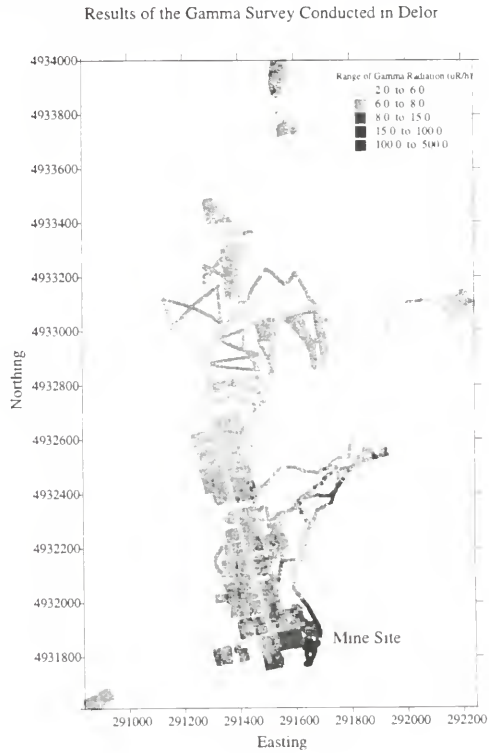 Results of the Gamma Survey Conducted in Delor
4934000
4933800
4933600
4933400
4933200
4933000
4932800
4932600
4932400
4932200
4932000
4931800
Northing
Range of Gamma Radiation (uR/h)
2.0 to 6.0
6.0 to 8.0
8.0 to 15.0
15.0 to 100.0
100.0 to 500.0
Mine Site
291000 291200 291400 291600 291800 292000 292200
Easting